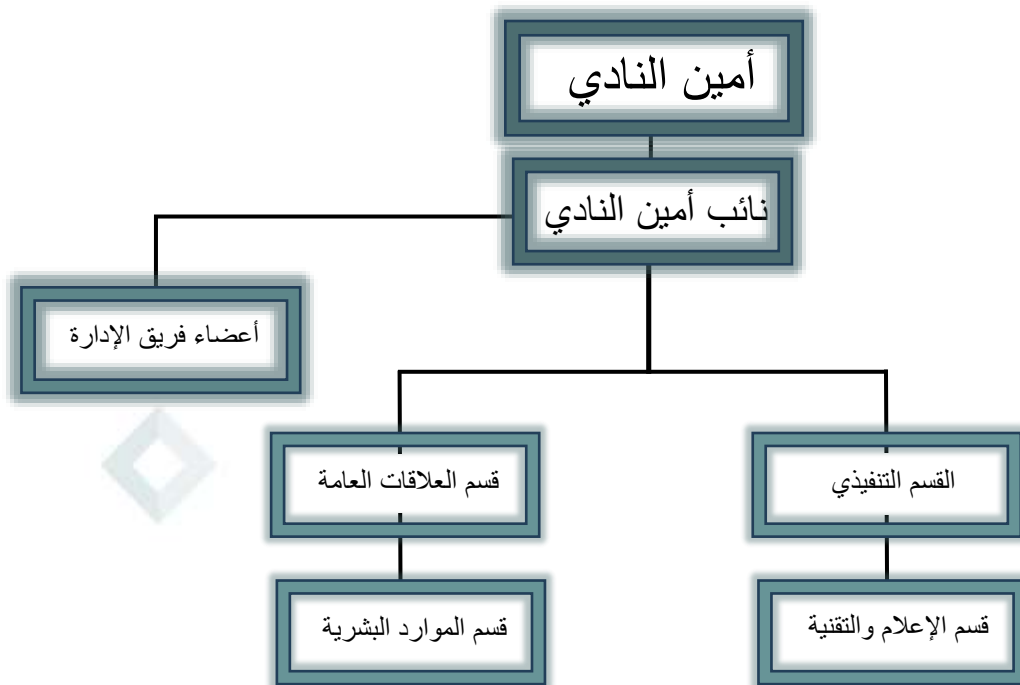 أمين النادي
نائب أمين النادي
أعضاء فريق الإدارة
القسم التنفيذي
قسم العلاقات العامة
قسم الإعلام والتقنية
قسم الموارد البشرية